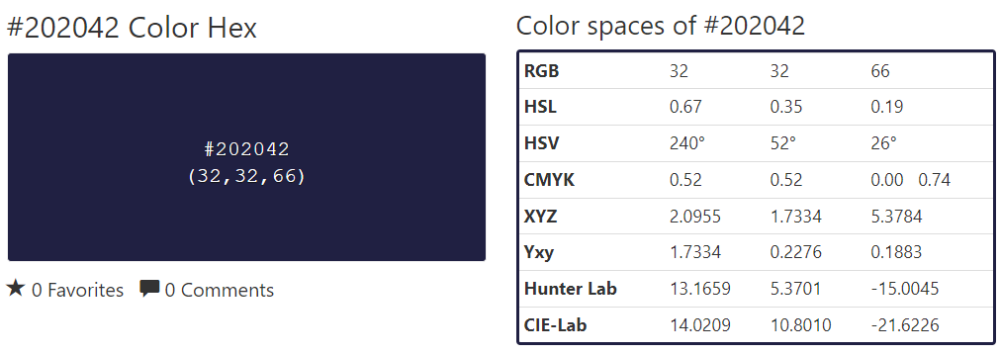 #202042 Color Hex
#202042
(32,32,66)
0 Favorites 0 Comments
Color spaces of #202042
RGB 32 32 66
HSL 0.67 0.35 0.19
HSV 240° 52° 26°
CMYK 0.52 0.52 0.00 0.74
XYZ 2.0955 1.7334 5.3784
Yxy 1.7334 0.2276 0.1883
Hunter Lab 13.1659 5.3701 -15.0045
CIE-Lab 14.0209 10.8010 -21.6226